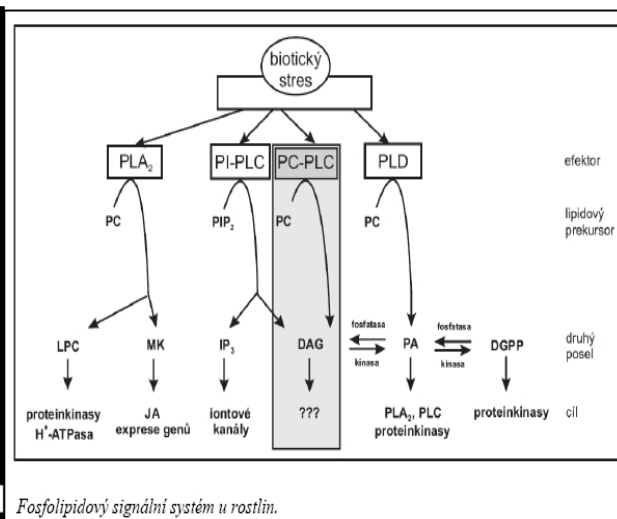 biotický
stres
PLA₂ PI-PLC PC-PLC PLD efektor
PC PIP₂ PC PC lipidový
prekursor
LPC MK IP₃ DAG fosfatasa kinasa PA fosfatasa kinasa DGPP druhý
posel
proteinkinasy JA iontové ??? PLA₂, PLC proteinkinasy cíl
H⁺-ATPasa exprese genů kanály proteinkinasy
Fosfolipidový signální systém u rostlin.